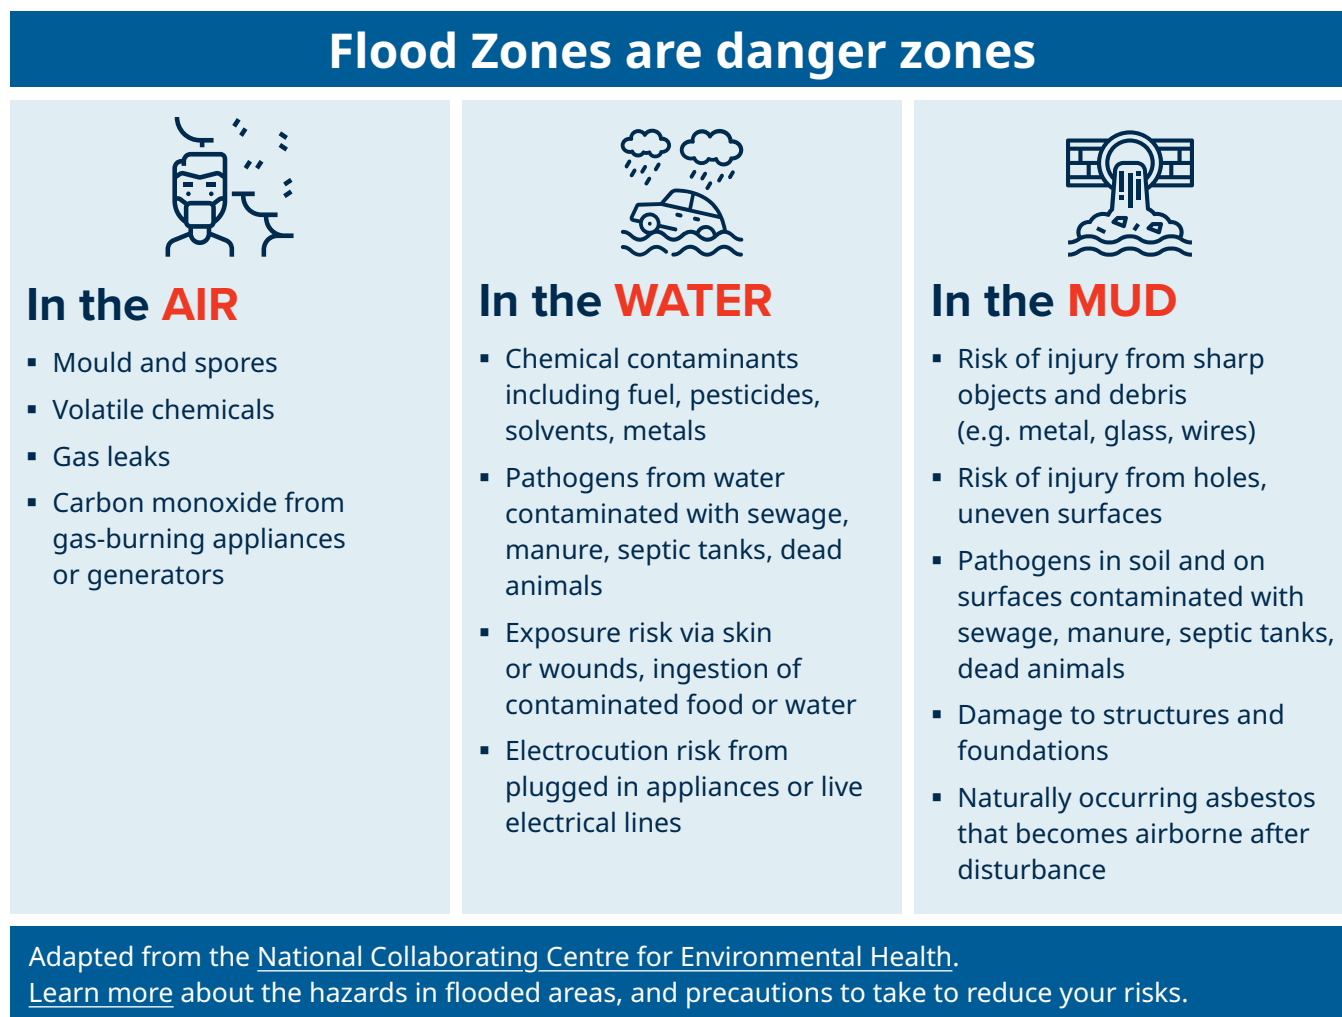 Flood Zones are danger zones
In the AIR
▪ Mould and spores
▪ Volatile chemicals
▪ Gas leaks
▪ Carbon monoxide from
gas-burning appliances
or generators
In the WATER
▪ Chemical contaminants
including fuel, pesticides,
solvents, metals
▪ Pathogens from water
contaminated with sewage,
manure, septic tanks, dead
animals
▪ Exposure risk via skin
or wounds, ingestion of
contaminated food or water
▪ Electrocution risk from
plugged in appliances or live
electrical lines
In the MUD
▪ Risk of injury from sharp
objects and debris
(e.g. metal, glass, wires)
▪ Risk of injury from holes,
uneven surfaces
▪ Pathogens in soil and on
surfaces contaminated with
sewage, manure, septic tanks,
dead animals
▪ Damage to structures and
foundations
▪ Naturally occurring asbestos
that becomes airborne after
disturbance
Adapted from the National Collaborating Centre for Environmental Health.
Learn more about the hazards in flooded areas, and precautions to take to reduce your risks.